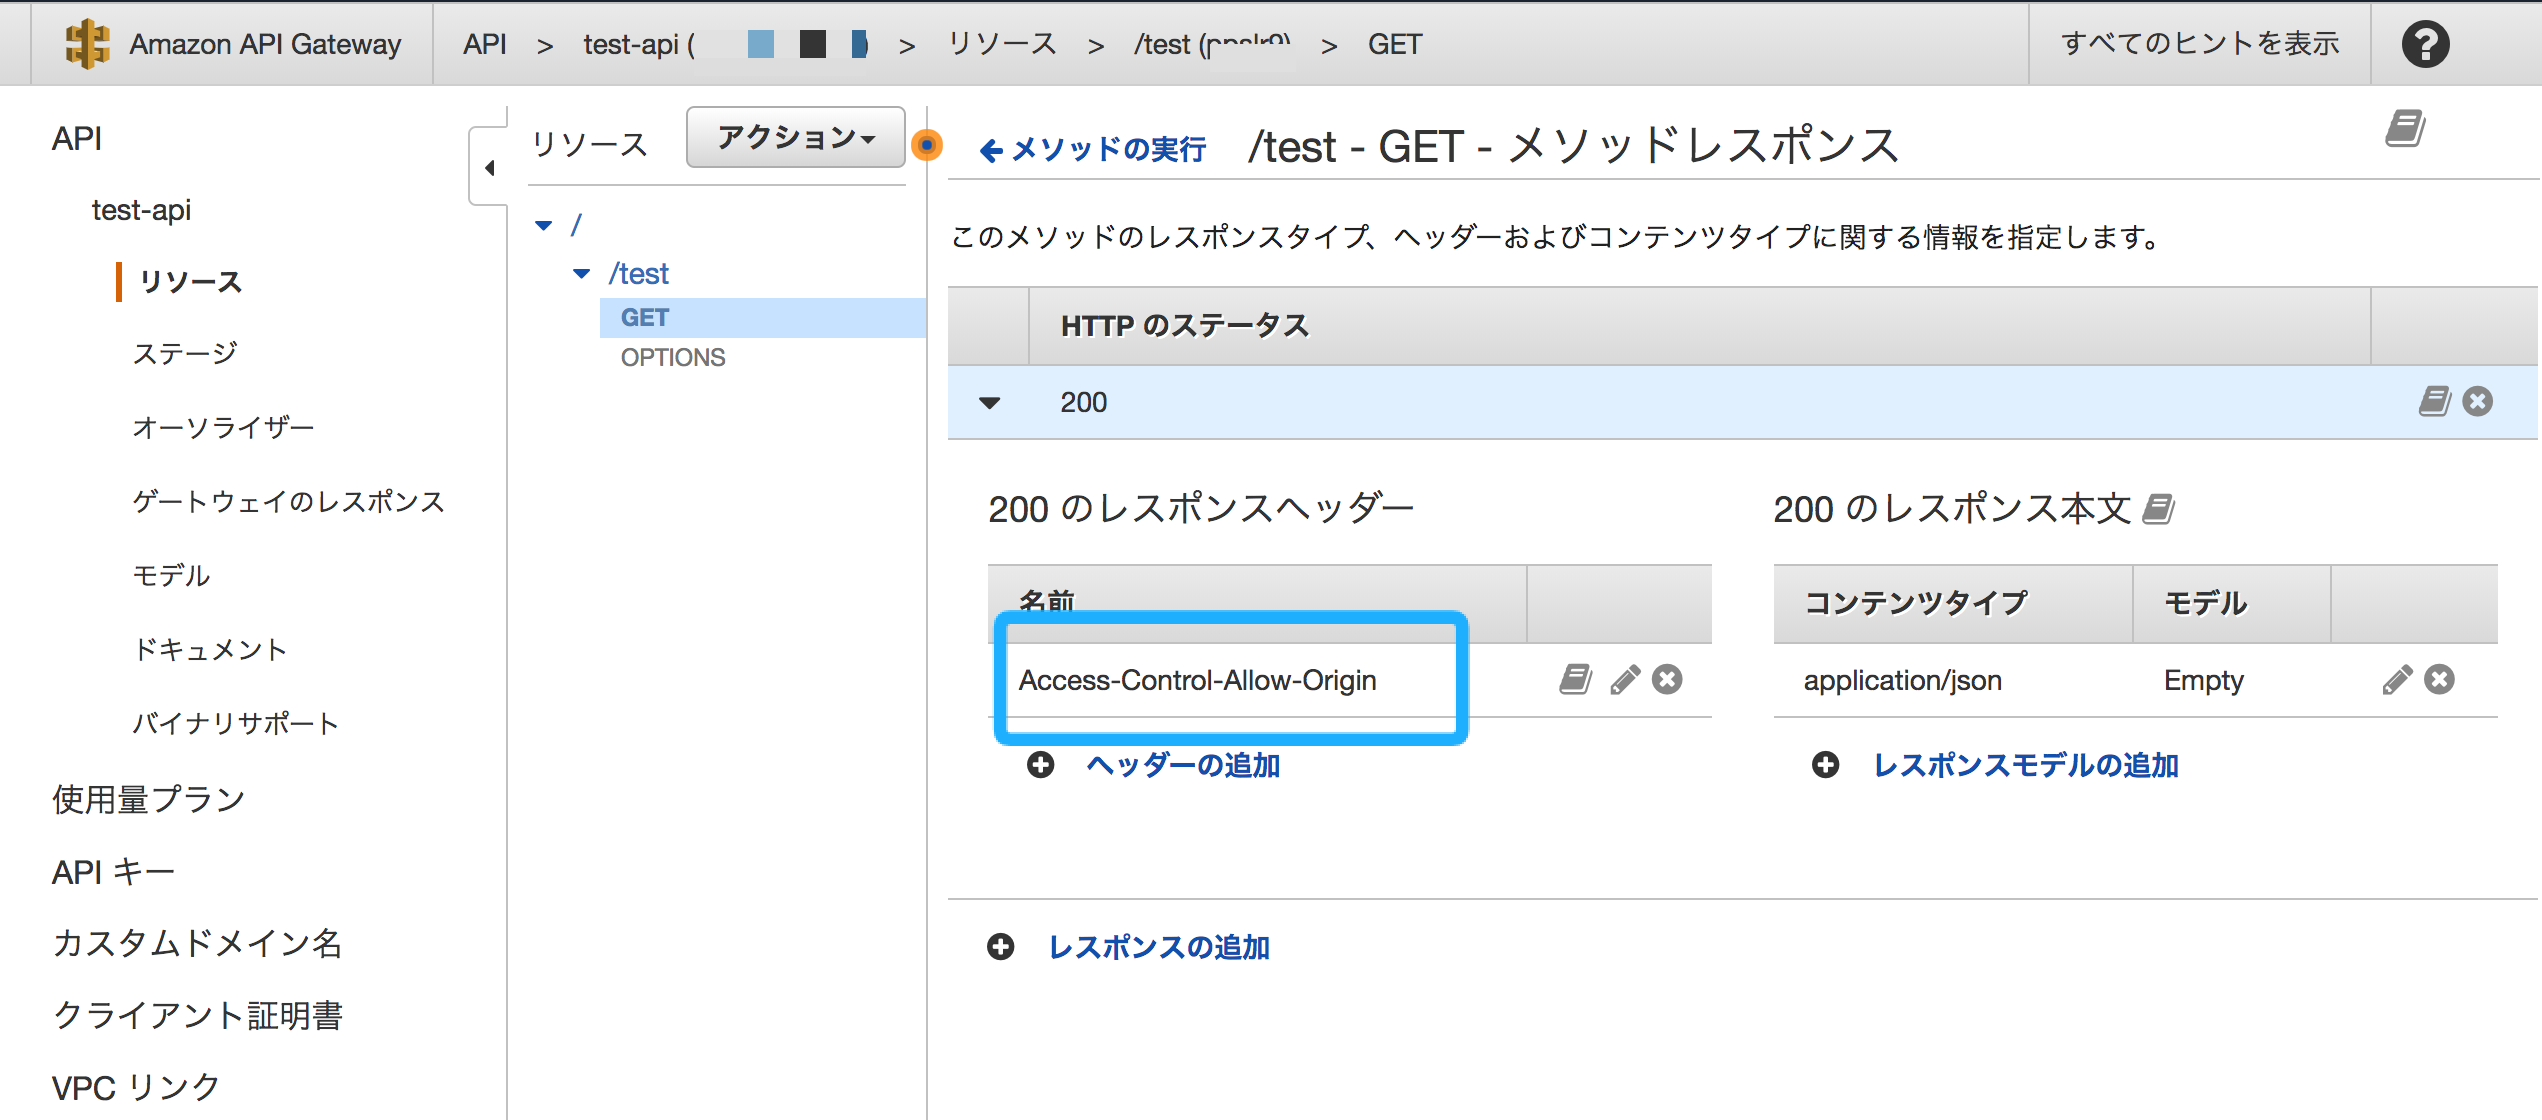 Amazon API Gateway
API > test-api ( ) > リソース > /test ( ) > GET
すべてのヒントを表示
API
test-api
リソース
ステージ
オーソライザー
ゲートウェイのレスポンス
モデル
ドキュメント
バイナリサポート
使用量プラン
API キー
カスタムドメイン名
クライアント証明書
VPC リンク
リソース
アクション
/
/test
GET
OPTIONS
メソッドの実行
/test - GET - メソッドレスポンス
このメソッドのレスポンスタイプ、ヘッダーおよびコンテンツタイプに関する情報を指定します。
HTTP のステータス
200
200 のレスポンスヘッダー
名前
Access-Control-Allow-Origin
ヘッダーの追加
200 のレスポンス本文
コンテンツタイプ モデル
application/json Empty
レスポンスモデルの追加
レスポンスの追加